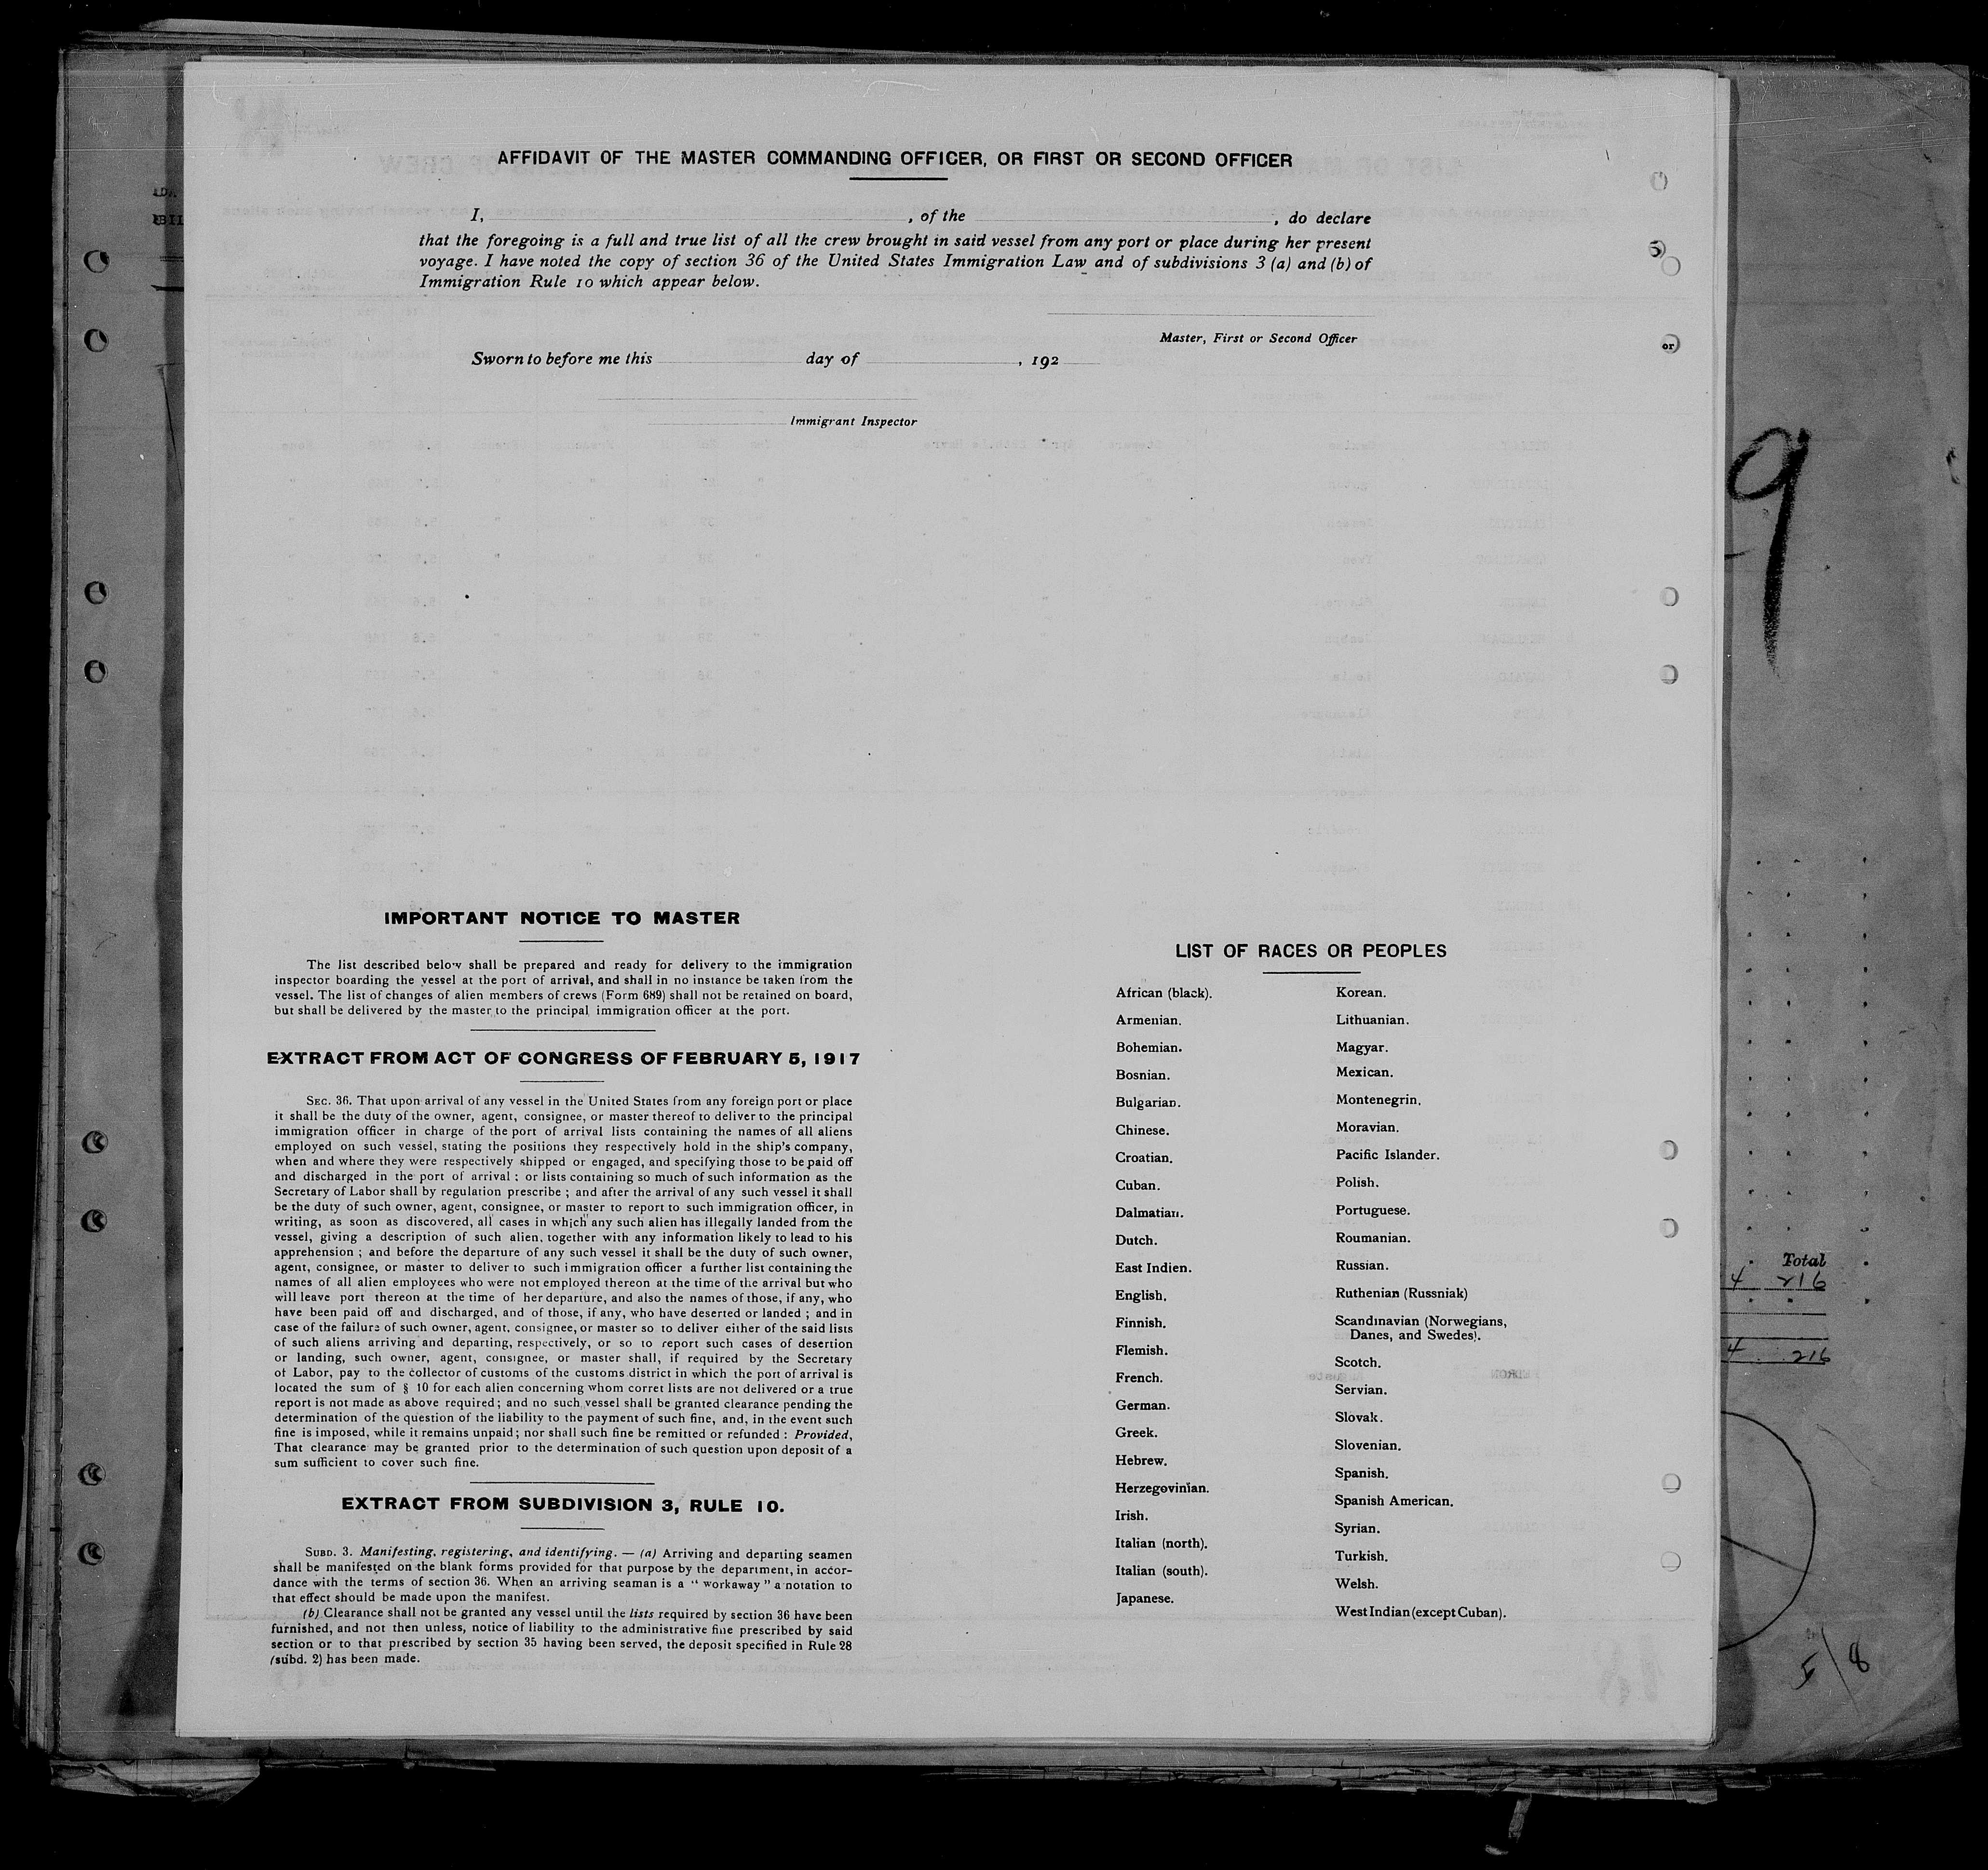 AFFIDAVIT OF THE MASTER COMMANDING OFFICER, OR FIRST OR SECOND OFFICER
I, , of the , do declare
that the foregoing is a full and true list of all the crew brought in said vessel from any port or place during her present
voyage. I have noted the copy of section 36 of the United States Immigration Law and of subdivisions 3 (a) and (b) of
Immigration Rule 10 which appear below.
Master, First or Second Officer
Sworn to before me this day of , 192
Immigrant Inspector
IMPORTANT NOTICE TO MASTER
The list described below shall be prepared and ready for delivery to the immigration
inspector boarding the vessel at the port of arrival, and shall in no instance be taken from the
vessel. The list of changes of alien members of crews (Form 689) shall not be retained on board,
but shall be delivered by the master to the principal immigration officer at the port.
EXTRACT FROM ACT OF CONGRESS OF FEBRUARY 5, 1917
SEC. 36. That upon arrival of any vessel in the United States from any foreign port or place
it shall be the duty of the owner, agent, consignee, or master thereof to deliver to the principal
immigration officer in charge of the port of arrival lists containing the names of all aliens
employed on such vessel, stating the positions they respectively hold in the ship's company,
when and where they were respectively shipped or engaged, and specifying those to be paid off
and discharged in the port of arrival ; or lists containing so much of such information as the
Secretary of Labor shall by regulation prescribe ; and after the arrival of any such vessel it shall
be the duty of such owner, agent, consignee, or master to report to such immigration officer, in
writing, as soon as discovered, all cases in which any such alien has illegally landed from the
vessel, giving a description of such alien, together with any information likely to lead to his
apprehension ; and before the departure of any such vessel it shall be the duty of such owner,
agent, consignee, or master to deliver to such immigration officer a further list containing the
names of all alien employees who were not employed thereon at the time of the arrival but who
will leave port thereon at the time of her departure, and also the names of those, if any, who
have been paid off and discharged, and of those, if any, who have deserted or landed ; and in
case of the failure of such owner, agent, consignee, or master so to deliver either of the said lists
of such aliens arriving and departing, respectively, or so to report such cases of desertion
or landing, such owner, agent, consignee, or master shall, if required by the Secretary
of Labor, pay to the collector of customs of the customs district in which the port of arrival is
located the sum of § 10 for each alien concerning whom corret lists are not delivered or a true
report is not made as above required ; and no such vessel shall be granted clearance pending the
determination of the question of the liability to the payment of such fine, and, in the event such
fine is imposed, while it remains unpaid ; nor shall such fine be remitted or refunded : Provided,
That clearance may be granted prior to the determination of such question upon deposit of a
sum sufficient to cover such fine.
EXTRACT FROM SUBDIVISION 3, RULE 10.
SUBD. 3. Manifesting, registering, and identifying. — (a) Arriving and departing seamen
shall be manifested on the blank forms provided for that purpose by the department, in accor-
dance with the terms of section 36. When an arriving seaman is a " workaway " a notation to
that effect should be made upon the manifest.
(b) Clearance shall not be granted any vessel until the lists required by section 36 have been
furnished, and not then unless, notice of liability to the administrative fine prescribed by said
section or to that prescribed by section 35 having been served, the deposit specified in Rule 28
(subd. 2) has been made.
LIST OF RACES OR PEOPLES
African (black).
Armenian.
Bohemian.
Bosnian.
Bulgarian.
Chinese.
Croatian.
Cuban.
Dalmatian.
Dutch.
East Indien.
English.
Finnish.
Flemish.
French.
German.
Greek.
Hebrew.
Herzegovinian.
Irish.
Italian (north).
Italian (south).
Japanese.
Korean.
Lithuanian.
Magyar.
Mexican.
Montenegrin.
Moravian.
Pacific Islander.
Polish.
Portuguese.
Roumanian.
Russian.
Ruthenian (Russniak)
Scandinavian (Norwegians,
Danes, and Swedes).
Scotch.
Servian.
Slovak.
Slovenian.
Spanish.
Spanish American.
Syrian.
Turkish.
Welsh.
West Indian (except Cuban).
9
Total
4 216
4 216
5/8